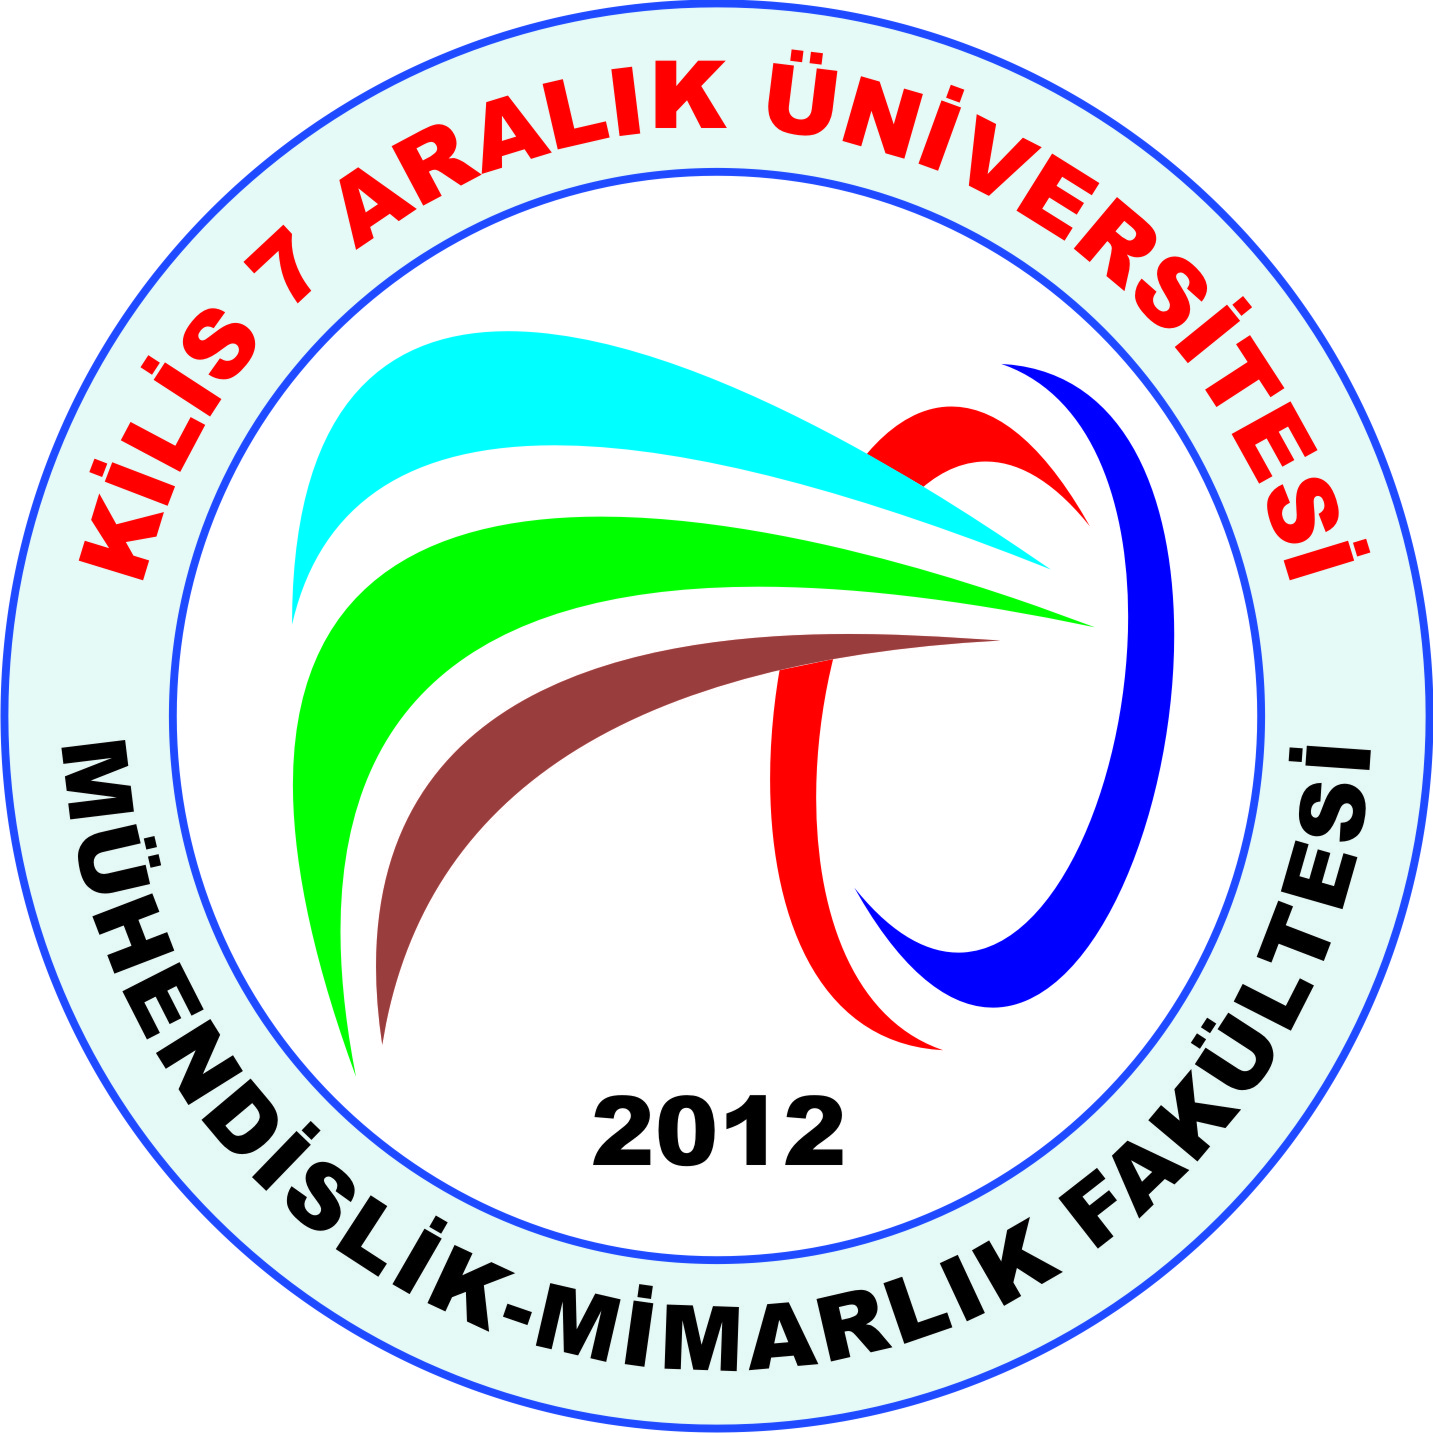 KİLİS 7 ARALIK ÜNİVERSİTESİ
2012
MÜHENDİSLİK-MİMARLIK FAKÜLTESİ